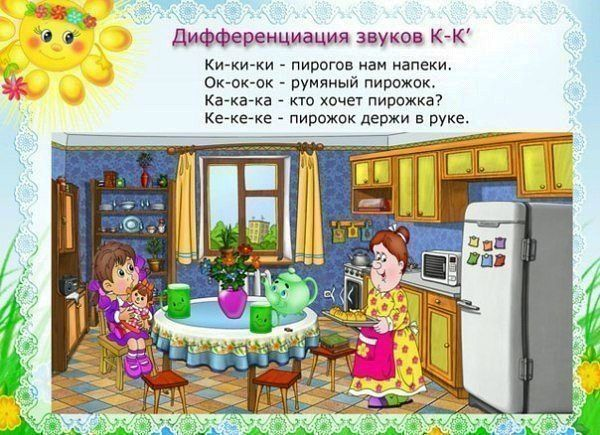 Дифференциация звуков К-К’
Ки-ки-ки - пирогов нам напеки.
Ок-ок-ок - румяный пирожок.
Ка-ка-ка - кто хочет пирожка?
Ке-ке-ке - пирожок держи в руке.